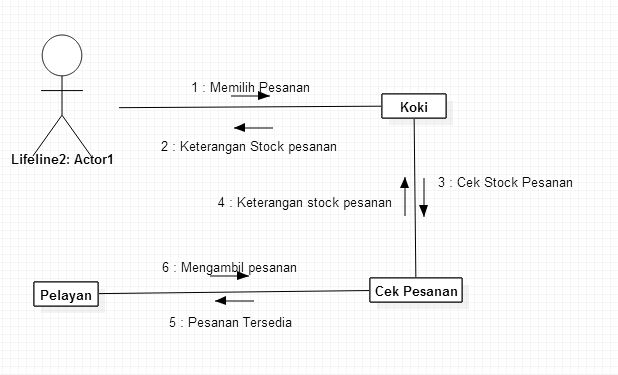 1 : Memilih Pesanan
Koki
2 : Keterangan Stock pesanan
Lifeline2: Actor1
3 : Cek Stock Pesanan
4 : Keterangan stock pesanan
6 : Mengambil pesanan
Pelayan
Cek Pesanan
5 : Pesanan Tersedia